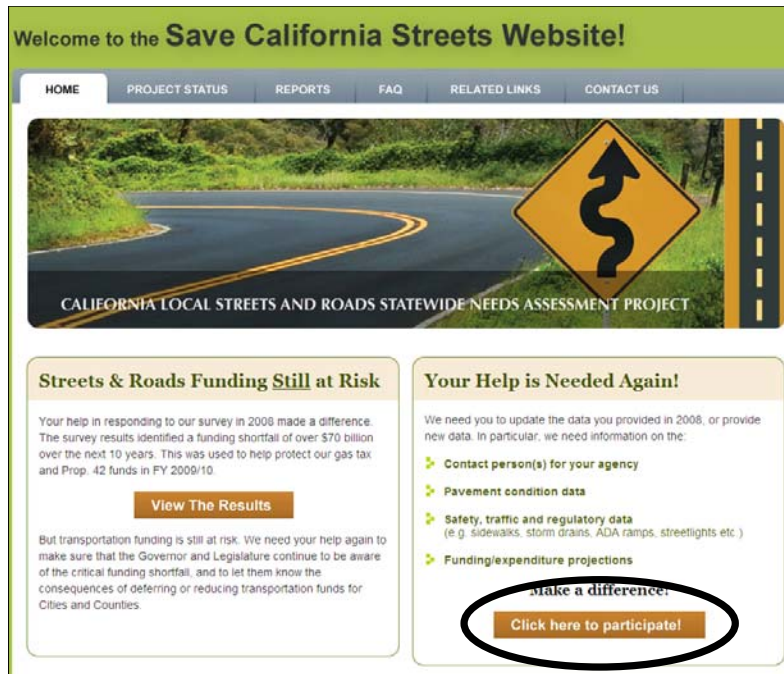 Welcome to the Save California Streets Website!
HOME PROJECT STATUS REPORTS FAQ RELATED LINKS CONTACT US
CALIFORNIA LOCAL STREETS AND ROADS STATEWIDE NEEDS ASSESSMENT PROJECT
Streets & Roads Funding Still at Risk
Your help in responding to our survey in 2008 made a difference.
The survey results identified a funding shortfall of over $70 billion
over the next 10 years. This was used to help protect our gas tax
and Prop. 42 funds in FY 2009/10.
View The Results
But transportation funding is still at risk. We need your help again to
make sure that the Governor and Legislature continue to be aware
of the critical funding shortfall, and to let them know the
consequences of deferring or reducing transportation funds for
Cities and Counties.
Your Help is Needed Again!
We need you to update the data you provided in 2008, or provide
new data. In particular, we need information on the:
Contact person(s) for your agency
Pavement condition data
Safety, traffic and regulatory data
(e.g. sidewalks, storm drains, ADA ramps, streetlights etc.)
Funding/expenditure projections
Make a difference!
Click here to participate!